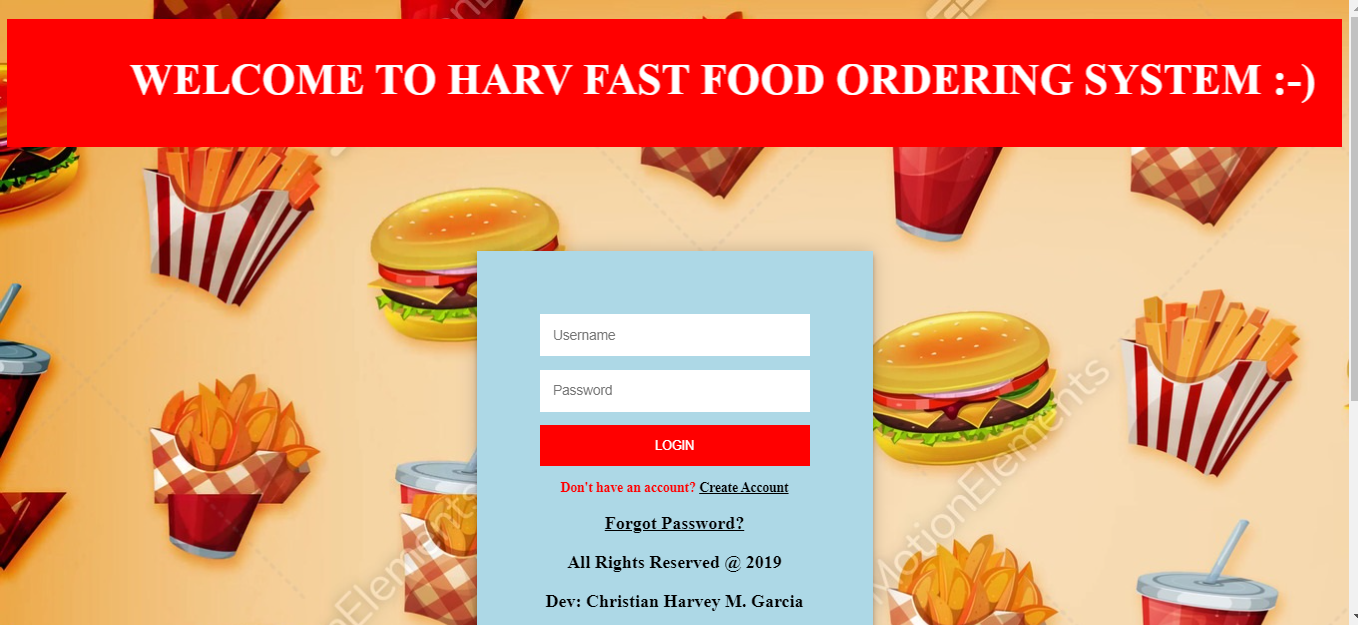 WELCOME TO HARV FAST FOOD ORDERING SYSTEM :-)
Username
Password
LOGIN
Don't have an account? Create Account
Forgot Password?
All Rights Reserved @ 2019
Dev: Christian Harvey M. Garcia
MotionElements